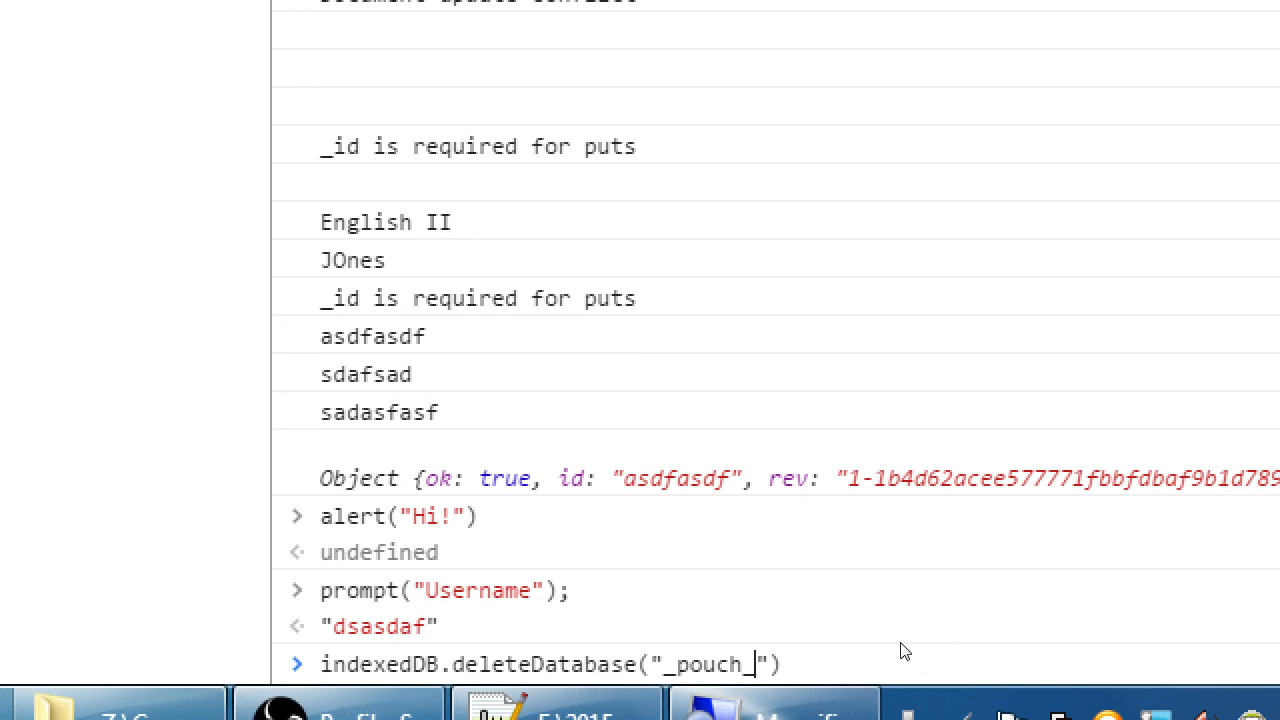 _id is required for puts
English II
JOnes
_id is required for puts
asdfasdf
sdafsad
sadasfasf
Object {ok: true, id: "asdfasdf", rev: "1-1b4d62acee577771fbbfdbaf9b1d789
> alert("Hi!")
<· undefined
> prompt("Username");
<· "dsasdaf"
> indexedDB.deleteDatabase("_pouch_")